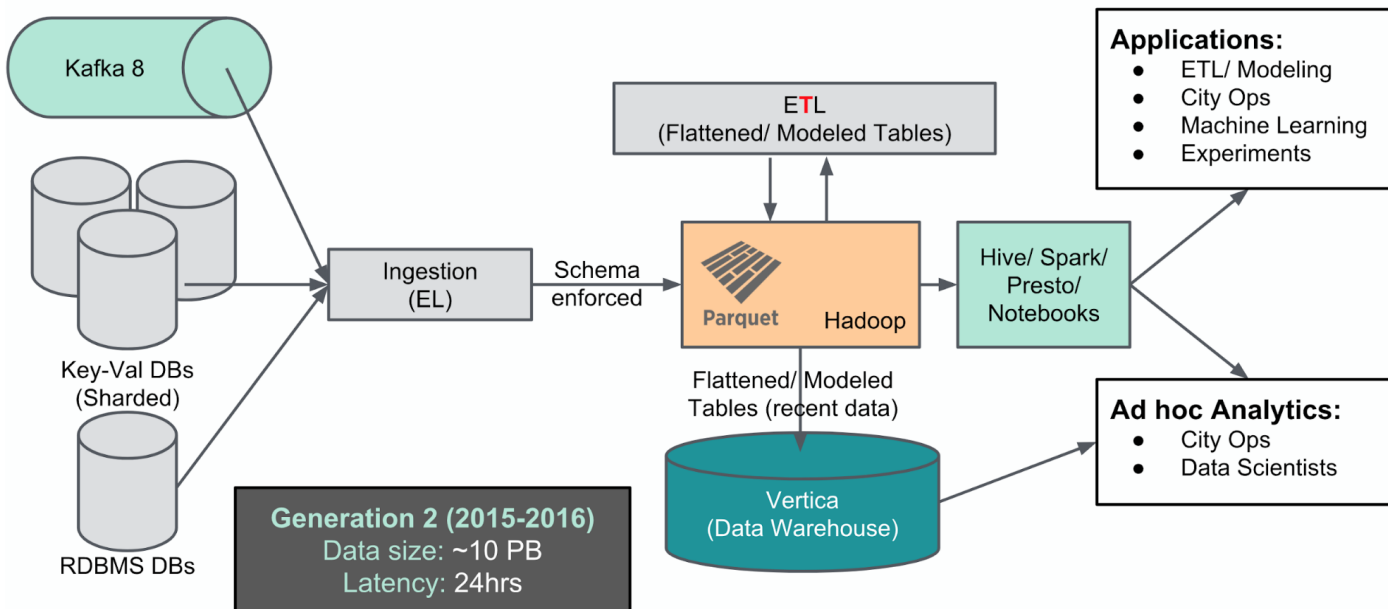 Kafka 8
Key-Val DBs
(Sharded)
RDBMS DBs
Ingestion
(EL)
Schema
enforced
ETL
(Flattened/ Modeled Tables)
Parquet
Hadoop
Flattened/ Modeled
Tables (recent data)
Vertica
(Data Warehouse)
Hive/ Spark/
Presto/
Notebooks
Applications:
● ETL/ Modeling
● City Ops
● Machine Learning
● Experiments
Ad hoc Analytics:
● City Ops
● Data Scientists
Generation 2 (2015-2016)
Data size: ~10 PB
Latency: 24hrs